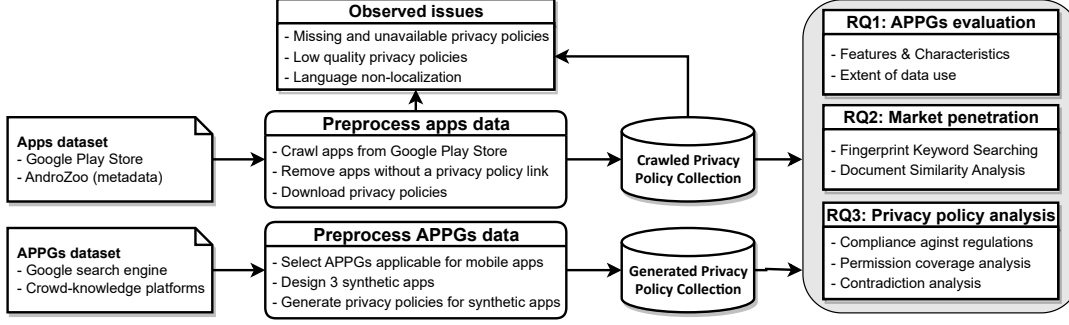 Observed issues
- Missing and unavailable privacy policies
- Low quality privacy policies
- Language non-localization
Apps dataset
- Google Play Store
- AndroZoo (metadata)
Preprocess apps data
- Crawl apps from Google Play Store
- Remove apps without a privacy policy link
- Download privacy policies
Crawled Privacy
Policy Collection
APPGs dataset
- Google search engine
- Crowd-knowledge platforms
Preprocess APPGs data
- Select APPGs applicable for mobile apps
- Design 3 synthetic apps
- Generate privacy policies for synthetic apps
Generated Privacy
Policy Collection
RQ1: APPGs evaluation
- Features & Characteristics
- Extent of data use
RQ2: Market penetration
- Fingerprint Keyword Searching
- Document Similarity Analysis
RQ3: Privacy policy analysis
- Compliance aginst regulations
- Permission coverage analysis
- Contradiction analysis